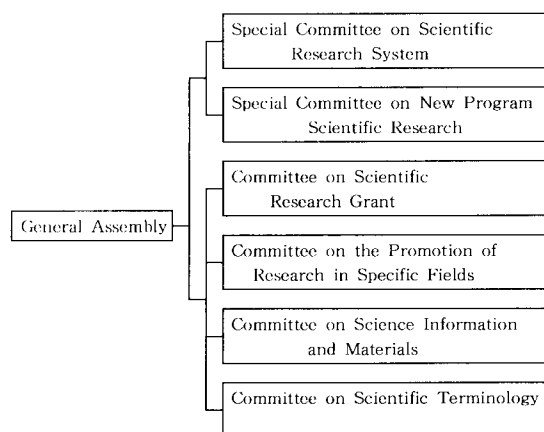 Special Committee on Scientific
Research System
Special Committee on New Program
Scientific Research
Committee on Scientific
Research Grant
General Assembly
Committee on the Promotion of
Research in Specific Fields
Committee on Science Information
and Materials
Committee on Scientific Terminology